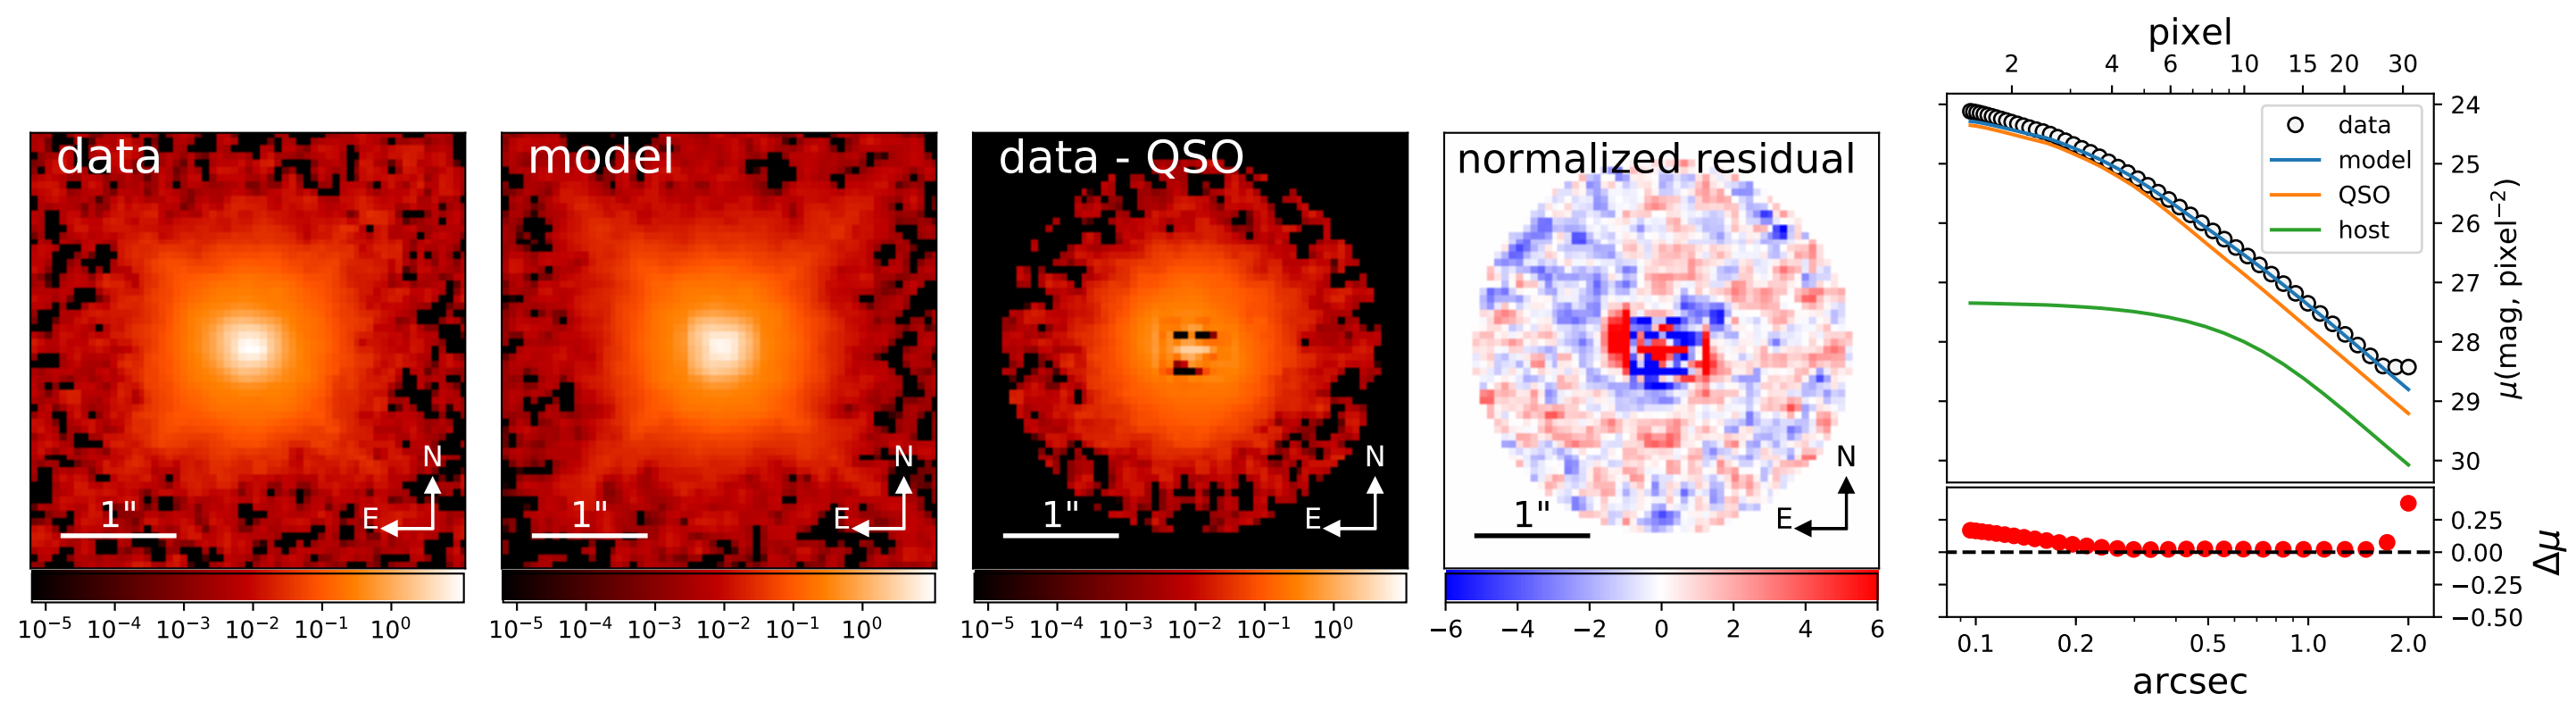 data
N
E
1"
10⁻⁵ 10⁻⁴ 10⁻³ 10⁻² 10⁻¹ 10⁰
model
N
E
1"
10⁻⁵ 10⁻⁴ 10⁻³ 10⁻² 10⁻¹ 10⁰
data - QSO
N
E
1"
10⁻⁵ 10⁻⁴ 10⁻³ 10⁻² 10⁻¹ 10⁰
normalized residual
N
E
1"
−6 −4 −2 0 2 4 6
pixel
2 4 6 10 15 20 30
data
model
QSO
host
24
25
26
27
28
29
30
μ(mag, pixel⁻²)
0.25
0.00
−0.25
−0.50
Δμ
0.1 0.2 0.5 1.0 2.0
arcsec